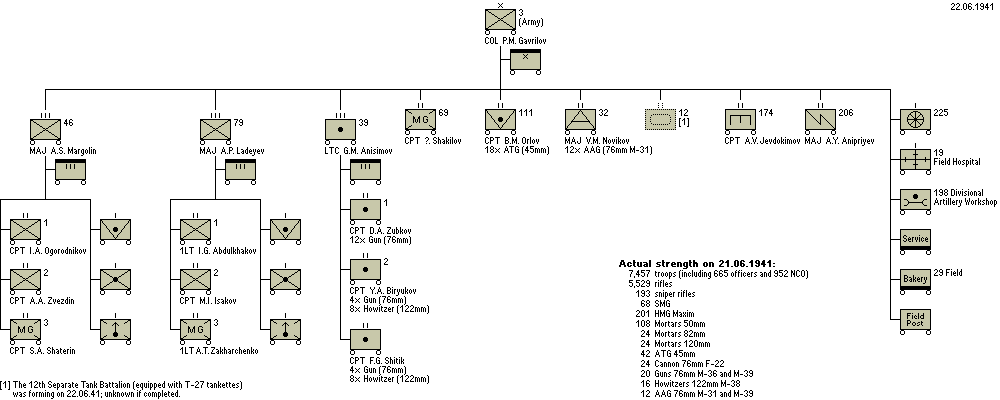 22.06.1941
3
(Army)
COL P.M. Gavrilov
46
MAJ A.S. Margolin
79
MAJ A.P. Ladeyev
39
LTC G.M. Anisimov
MG
69
CPT ?. Shakilov
111
CPT B.M. Orlov
18x ATG (45mm)
32
MAJ V.M. Novikov
12x AAG (76mm M-31)
12
[1]
174
CPT A.V. Jevdokimov
206
MAJ A.Y. Anipriyev
225
19
Field Hospital
198 Divisional
Artillery Workshop
Service
Bakery
29 Field
Field
Post
1
CPT I.A. Ogorodnikov
2
CPT A.A. Zvezdin
MG
3
CPT S.A. Shaterin
1
1LT I.G. Abdulkhakov
2
CPT M.I. Isakov
MG
3
1LT A.T. Zakharchenko
1
CPT D.A. Zubkov
12x Gun (76mm)
2
CPT Y.A. Biryukov
4x Gun (76mm)
8x Howitzer (122mm)
CPT F.G. Shitik
4x Gun (76mm)
8x Howitzer (122mm)
Actual strength on 21.06.1941:
7,457 troops (including 665 officers and 952 NCO)
5,529 rifles
193 sniper rifles
68 SMG
201 HMG Maxim
108 Mortars 50mm
24 Mortars 82mm
24 Mortars 120mm
42 ATG 45mm
24 Cannon 76mm F-22
20 Guns 76mm M-36 and M-39
16 Howitzers 122mm M-38
12 AAG 76mm M-31 and M-39
[1] The 12th Separate Tank Battalion (equipped with T-27 tankettes)
was forming on 22.06.41; unknown if completed.